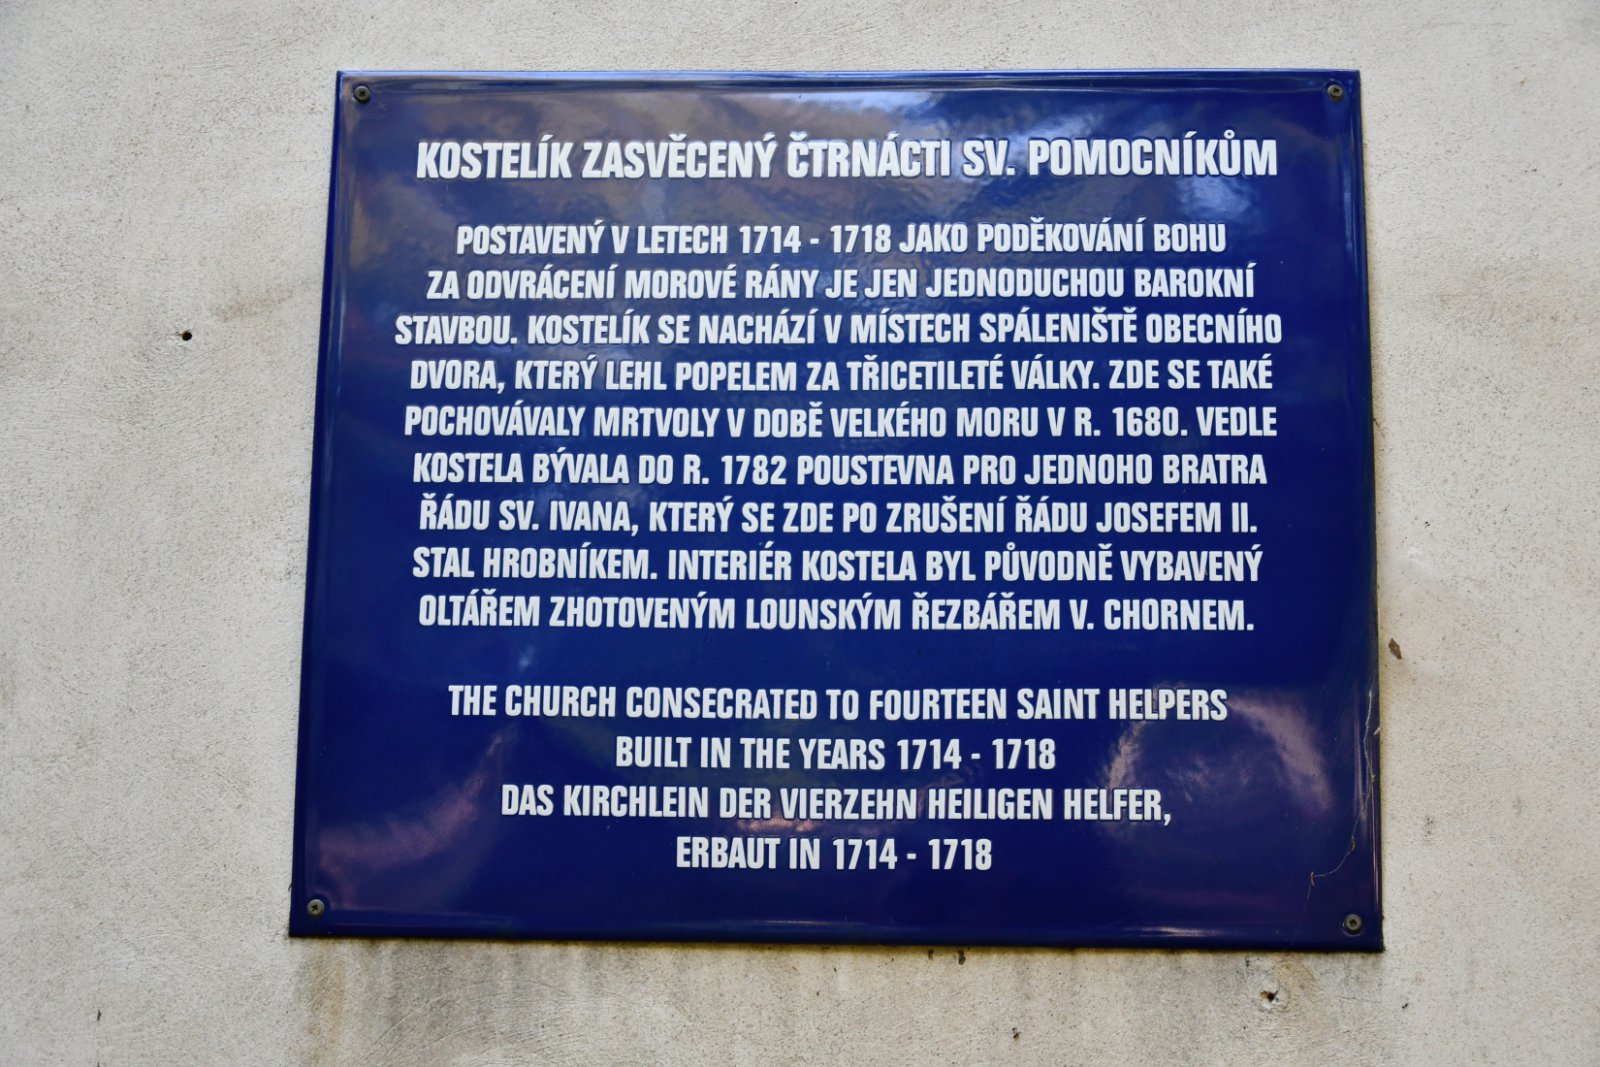 KOSTELÍK ZASVĚCENÝ ČTRNÁCTI SV. POMOCNÍKŮM
POSTAVENÝ V LETECH 1714 - 1718 JAKO PODĚKOVÁNÍ BOHU
ZA ODVRÁCENÍ MOROVÉ RÁNY JE JEN JEDNODUCHOU BAROKNÍ
STAVBOU. KOSTELÍK SE NACHÁZÍ V MÍSTECH SPÁLENIŠTĚ OBECNÍHO
DVORA, KTERÝ LEHL POPELEM ZA TŘICETILETÉ VÁLKY. ZDE SE TAKÉ
POCHOVÁVALY MRTVOLY V DOBĚ VELKÉHO MORU V R. 1680. VEDLE
KOSTELA BÝVALA DO R. 1782 POUSTEVNA PRO JEDNOHO BRATRA
ŘÁDU SV. IVANA, KTERÝ SE ZDE PO ZRUŠENÍ ŘÁDU JOSEFEM II.
STAL HROBNÍKEM. INTERIÉR KOSTELA BYL PŮVODNĚ VYBAVENÝ
OLTÁŘEM ZHOTOVENÝM LOUNSKÝM ŘEZBÁŘEM V. CHORNEM.
THE CHURCH CONSECRATED TO FOURTEEN SAINT HELPERS
BUILT IN THE YEARS 1714 - 1718
DAS KIRCHLEIN DER VIERZEHN HEILIGEN HELFER,
ERBAUT IN 1714 - 1718